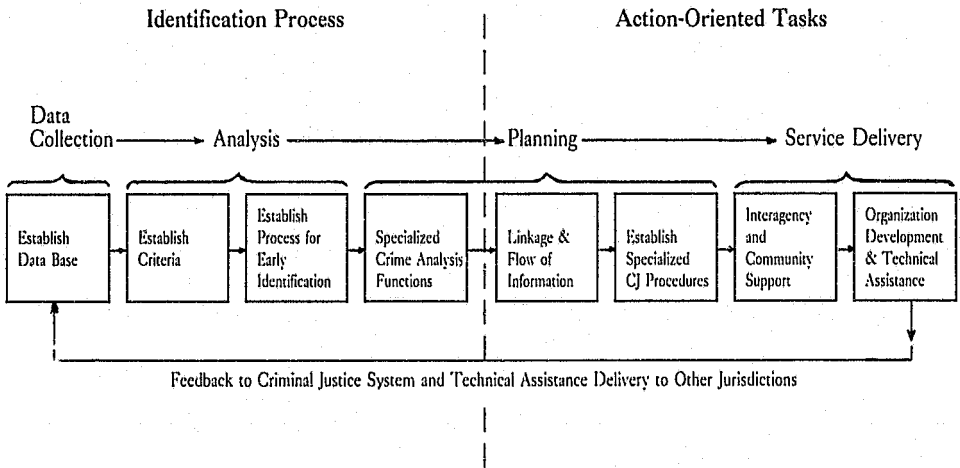 Identification Process
Action-Oriented Tasks
Data
Collection
Analysis
Planning
Service Delivery
Establish
Data Base
Establish
Criteria
Establish
Process for
Early
Identification
Specialized
Crime Analysis
Functions
Linkage &
Flow of
Information
Establish
Specialized
CJ Procedures
Interagency
and
Community
Support
Organization
Development
& Technical
Assistance
Feedback to Criminal Justice System and Technical Assistance Delivery to Other Jurisdictions